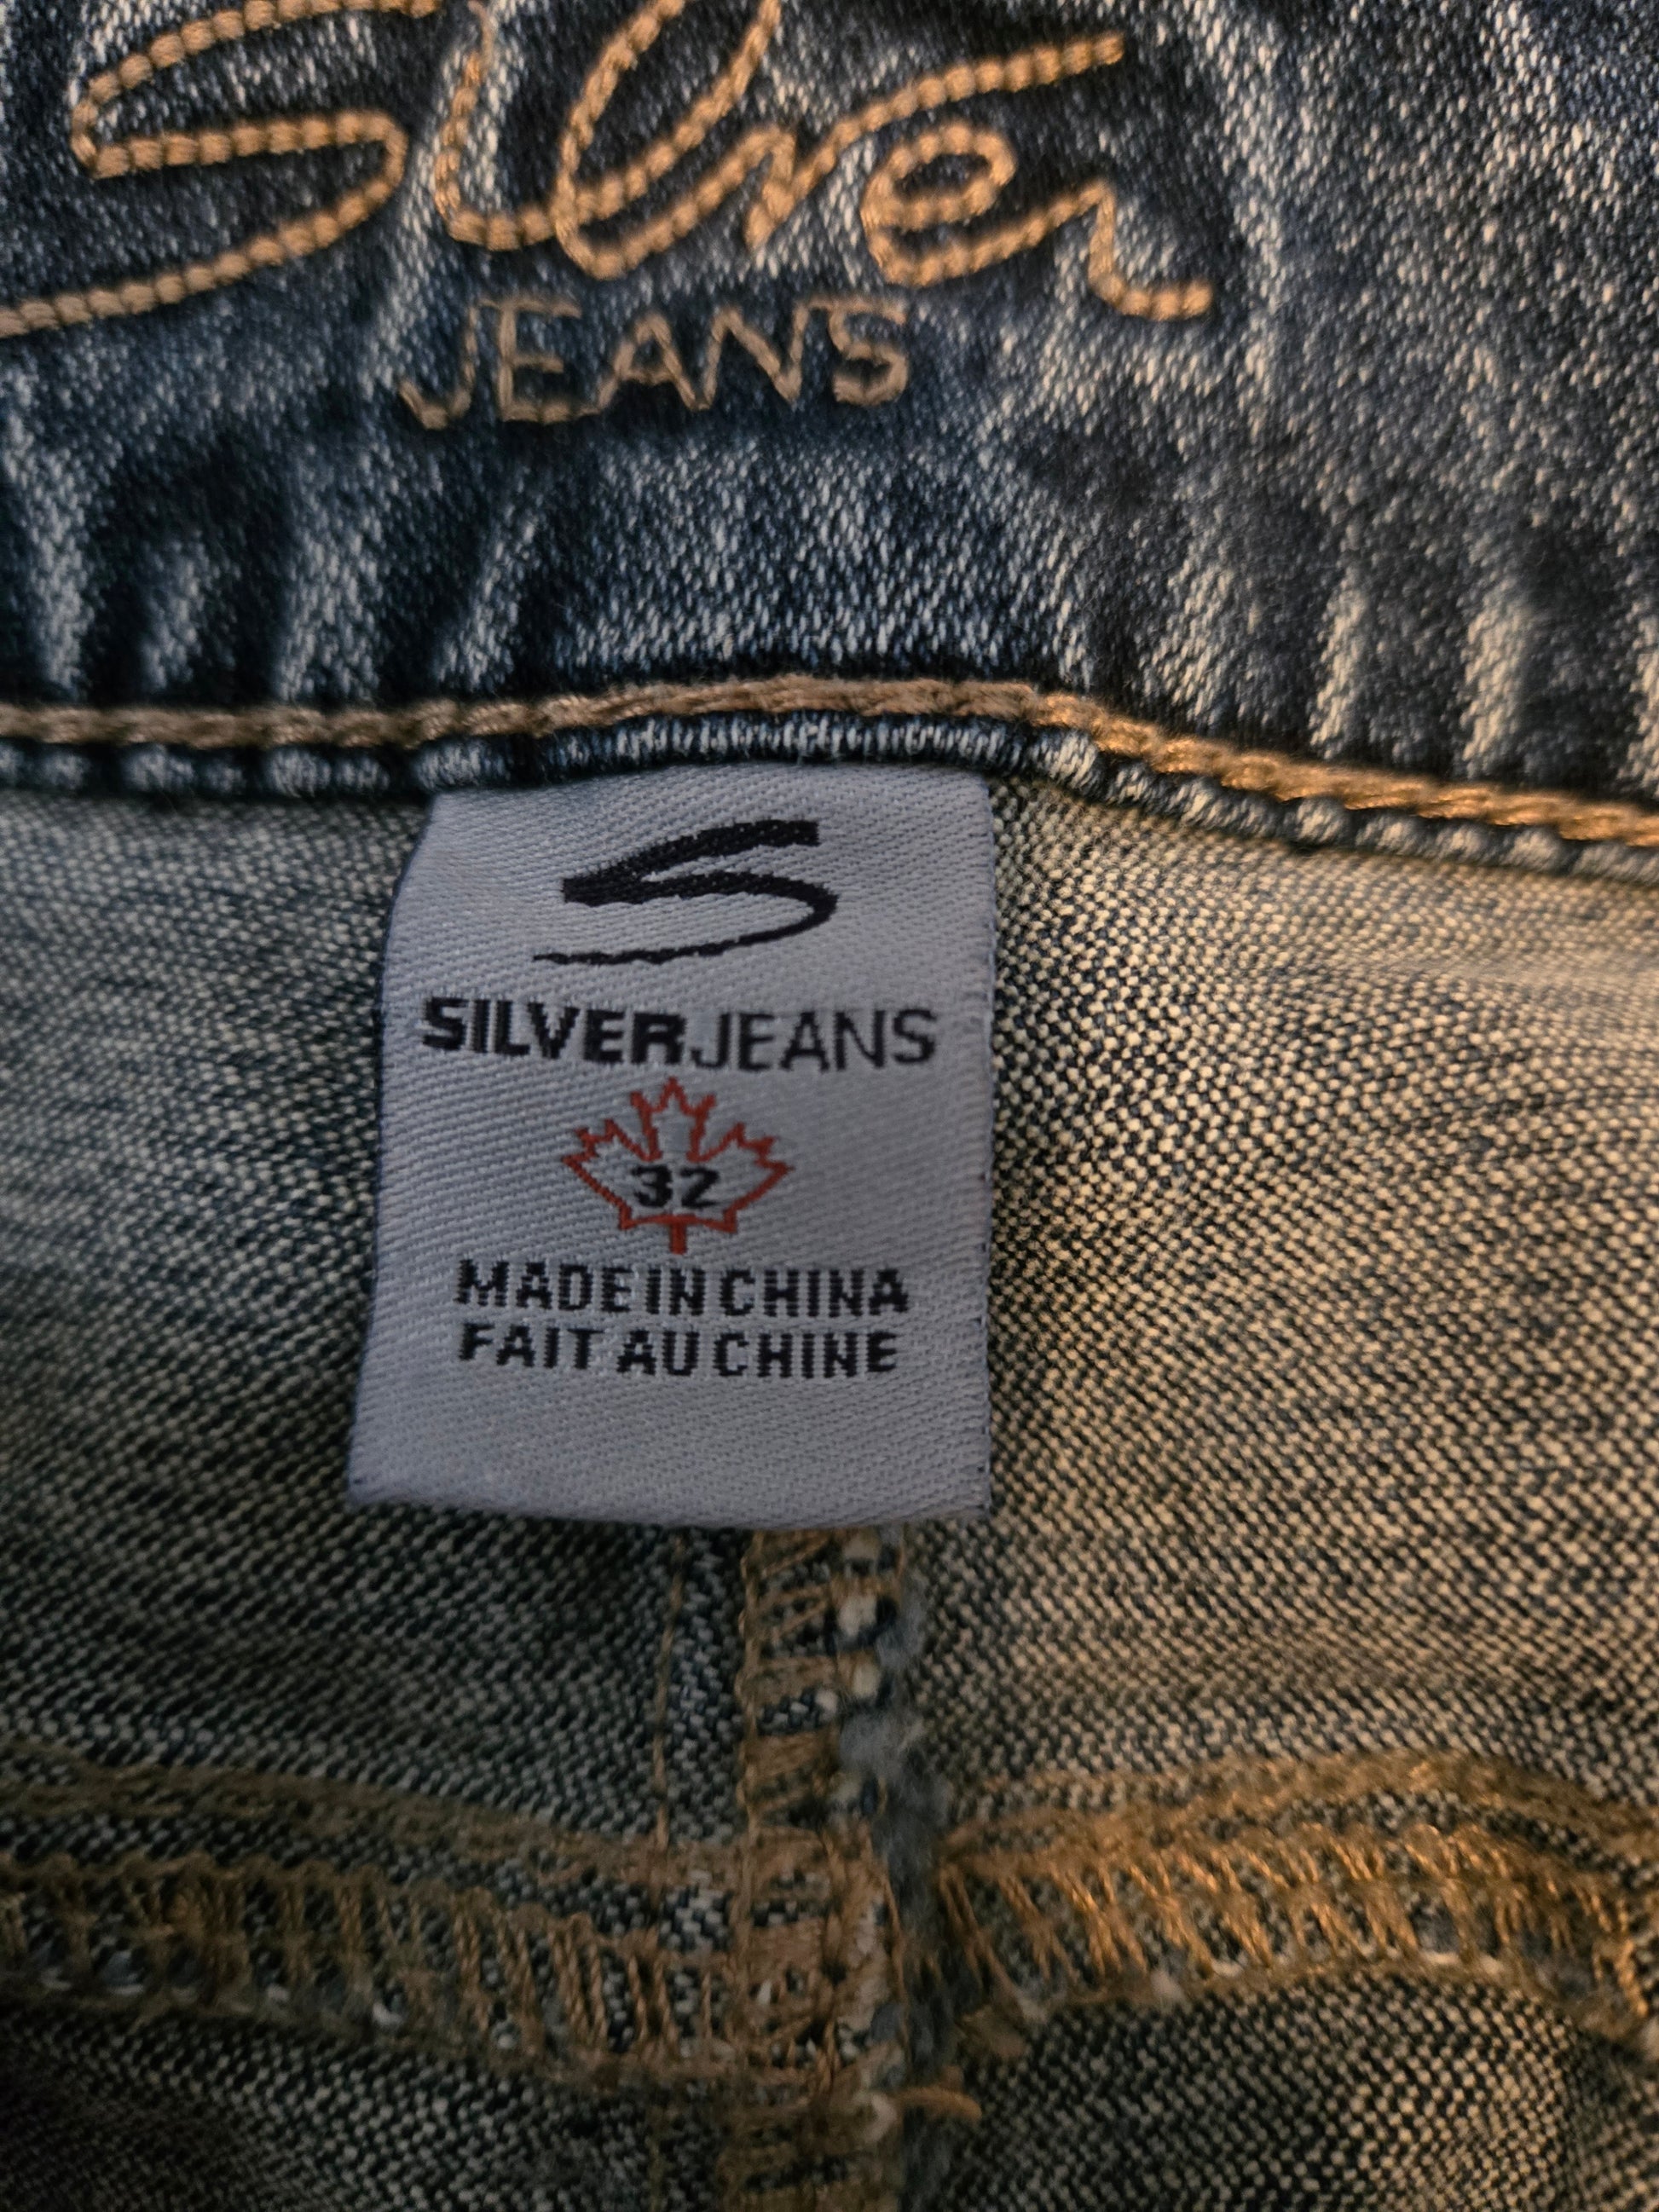 Silver
JEANS
S
SILVERJEANS
32
MADE IN CHINA
FAIT AU CHINE